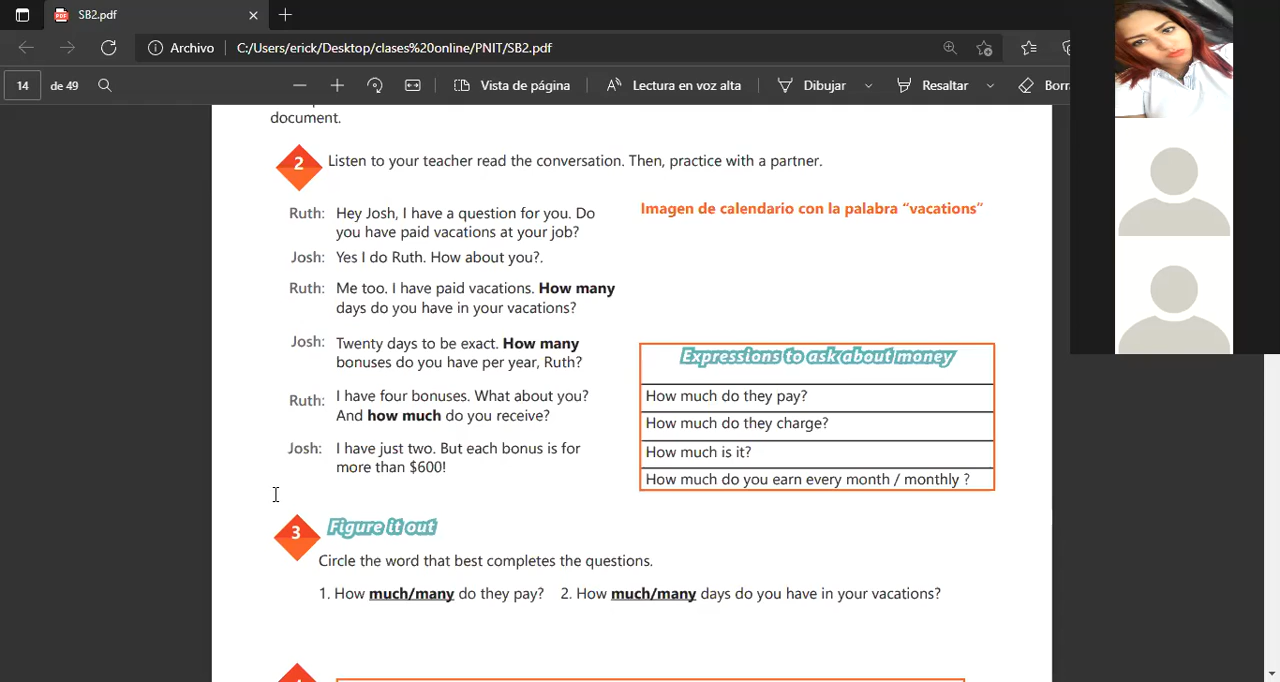 SB2.pdf
Archivo
C:/Users/erick/Desktop/clases%20online/PNIT/SB2.pdf
14
de 49
Vista de página
Lectura en voz alta
Dibujar
Resaltar
Borr
document.
2
Listen to your teacher read the conversation. Then, practice with a partner.
Ruth: Hey Josh, I have a question for you. Do
you have paid vacations at your job?
Josh: Yes I do Ruth. How about you?.
Ruth: Me too. I have paid vacations. How many
days do you have in your vacations?
Josh: Twenty days to be exact. How many
bonuses do you have per year, Ruth?
Ruth: I have four bonuses. What about you?
And how much do you receive?
Josh: I have just two. But each bonus is for
more than $600!
Imagen de calendario con la palabra “vacations”
Expressions to ask about money
How much do they pay?
How much do they charge?
How much is it?
How much do you earn every month / monthly ?
3
Figure it out
Circle the word that best completes the questions.
1. How much/many do they pay? 2. How much/many days do you have in your vacations?